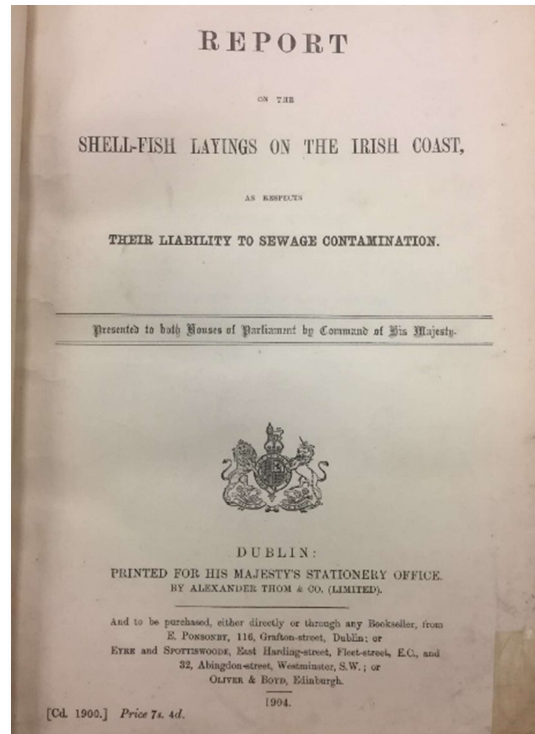 REPORT
ON THE
SHELL-FISH LAYINGS ON THE IRISH COAST,
AS RESPECTS
THEIR LIABILITY TO SEWAGE CONTAMINATION.
Presented to both Houses of Parliament by Command of His Majesty.
DUBLIN:
PRINTED FOR HIS MAJESTY'S STATIONERY OFFICE.
BY ALEXANDER THOM & CO. (LIMITED).
And to be purchased, either directly or through any Bookseller, from
E. PONSONBY, 116, Grafton-street, Dublin; or
EYRE and SPOTTISWOODE, East Harding-street, Fleet-street, E.C., and
32, Abingdon-street, Westminster, S.W.; or
OLIVER & BOYD, Edinburgh.
1904.
[Cd. 1900.] Price 7s. 4d.